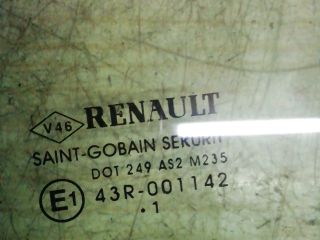 V46 RENAULT
SAINT-GOBAIN SEKURIT
DOT 249 AS2 M235
E1 43R-001142
·1